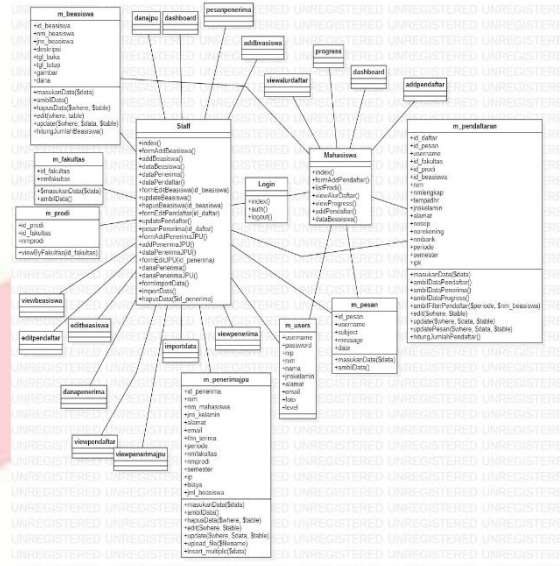 m_beasiswa
+id_beasiswa
+nm_beasiswa
+jns_beasiswa
+deskripsi
+tgl_buka
+tgl_tutup
+gambar
+dana
+masukanData($data)
+ambilData()
+hapusData($where, $table)
+edit($where, $table)
+update($where, $data, $table)
+hitungJumlahBeasiswa()
danajpu
dashboard
pesanpenerima
addbeasiswa
progress
viewalurdaftar
dashboard
addpendaftar
m_fakultas
+id_fakultas
+nmfakultas
+$masukanData($data)
+ambilData()
m_prodi
+id_prodi
+id_fakultas
+nmprodi
+viewByFakultas(id_fakultas)
Staff
+index()
+formAddBeasiswa()
+addBeasiswa()
+dataBeasiswa()
+dataPenerima()
+dataPendaftar()
+formEditBeasiswa(id_beasiswa)
+updateBeasiswa()
+hapusBeasiswa(id_beasiswa)
+formEditPendaftar(id_daftar)
+updatePendaftar()
+pesanPenerima(id_daftar)
+formAddPenerimaJPU()
+addPenerimaJPU()
+dataPenerimaJPU()
+formEditJPU(id_penerima)
+danaPenerima()
+danaPenerimaJPU()
+formImportData()
+importData()
+hapusData($id_penerima)
Login
+index()
+auth()
+logout()
Mahasiswa
+index()
+formAddPendaftar()
+listProdi()
+viewAlurDaftar()
+viewProgress()
+addPendaftar()
+dataBeasiswa()
m_pendaftaran
+id_daftar
+id_pesan
+username
+id_fakultas
+id_prodi
+id_beasiswa
+nim
+nmlengkap
+tempatlhr
+jnskelamin
+alamat
+notelp
+norekening
+nmbank
+periode
+semester
+ipk
+masukanData($data)
+ambilDataPendaftar()
+ambilDataPenerima()
+ambilDataProgress()
+ambilFilterPendaftar($periode, $nim_beasiswa)
+edit($where, $table)
+update($where, $data, $table)
+updatePesan($where, $data, $table)
+hitungJumlahPendaftar()
viewbeasiswa
editpendaftar
editbeasiswa
importdata
viewpenerima
danapenerima
viewpendaftar
viewpenerimajpu
m_penerimajpu
+id_penerima
+nim
+nm_mahasiswa
+jns_kelamin
+alamat
+email
+thn_terima
+periode
+nmfakultas
+nmprodi
+semester
+ip
+biaya
+jml_beasiswa
+masukanData($data)
+ambilData()
+hapusData($where, $table)
+edit($where, $table)
+update($where, $data, $table)
+upload_file($filename)
+insert_multiple($data)
m_users
+username
+password
+nip
+nim
+nama
+jnskelamin
+alamat
+email
+foto
+level
m_pesan
+id_pesan
+username
+subject
+message
+date
+masukanData($data)
+ambilData()
UNREGISTERED